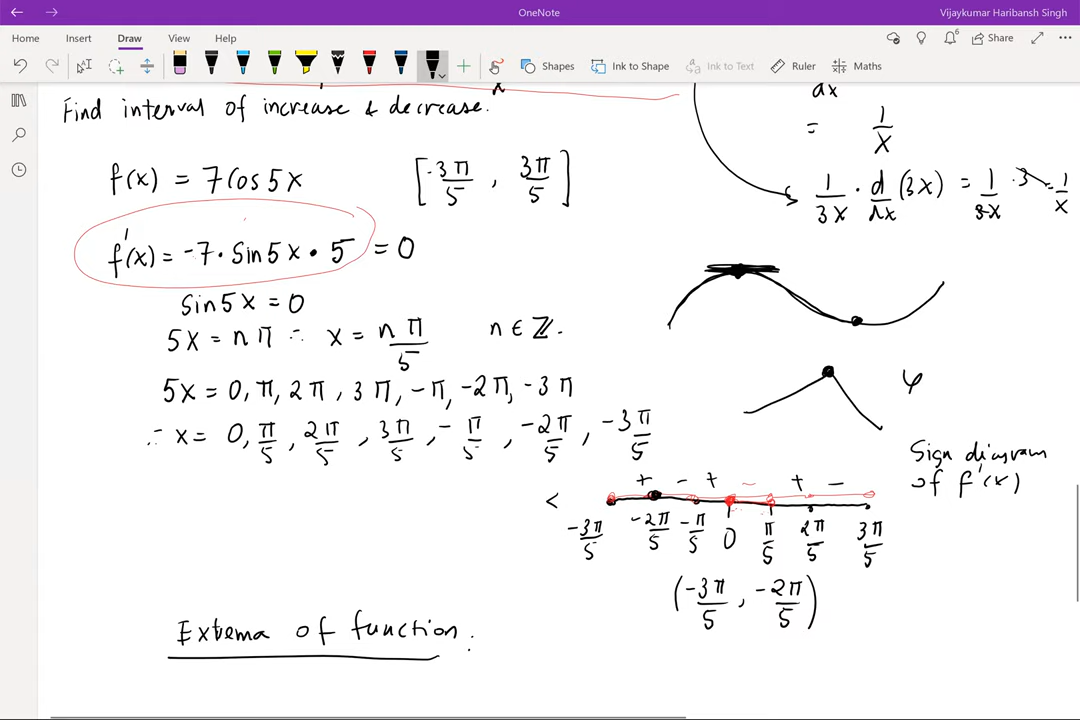 OneNote
Vijaykumar Haribansh Singh
Home Insert Draw View Help
6 Share
Shapes Ink to Shape Ink to Text Ruler Maths
Find interval of increase & decrease.
f(x) = 7 Cos 5x [-3π/5 , 3π/5]
f'(x) = -7 · Sin 5x · 5 = 0
Sin 5x = 0
5x = nπ ∴ x = nπ/5 n ∈ ℤ.
5x = 0, π, 2π, 3π, -π, -2π, -3π
∴ x = 0, π/5, 2π/5, 3π/5, -π/5, -2π/5, -3π/5
dx
= 1/x
1/3x · d/dx (3x) = 1/3x · 3 = 1/x
Sign diagram
of f'(x)
+ - + - + -
<
-3π/5 -2π/5 -π/5 0 π/5 2π/5 3π/5
(-3π/5 , -2π/5)
Extrema of function.